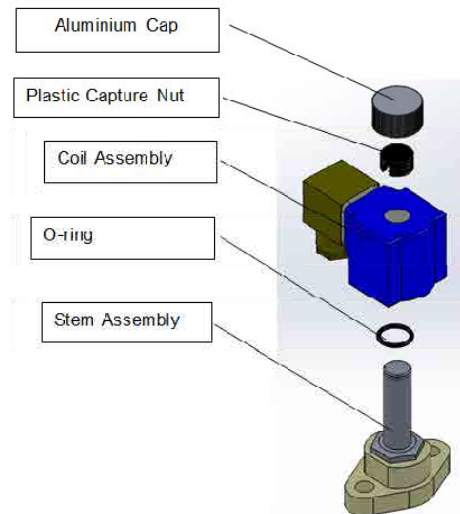 Aluminium Cap
Plastic Capture Nut
Coil Assembly
O-ring
Stem Assembly